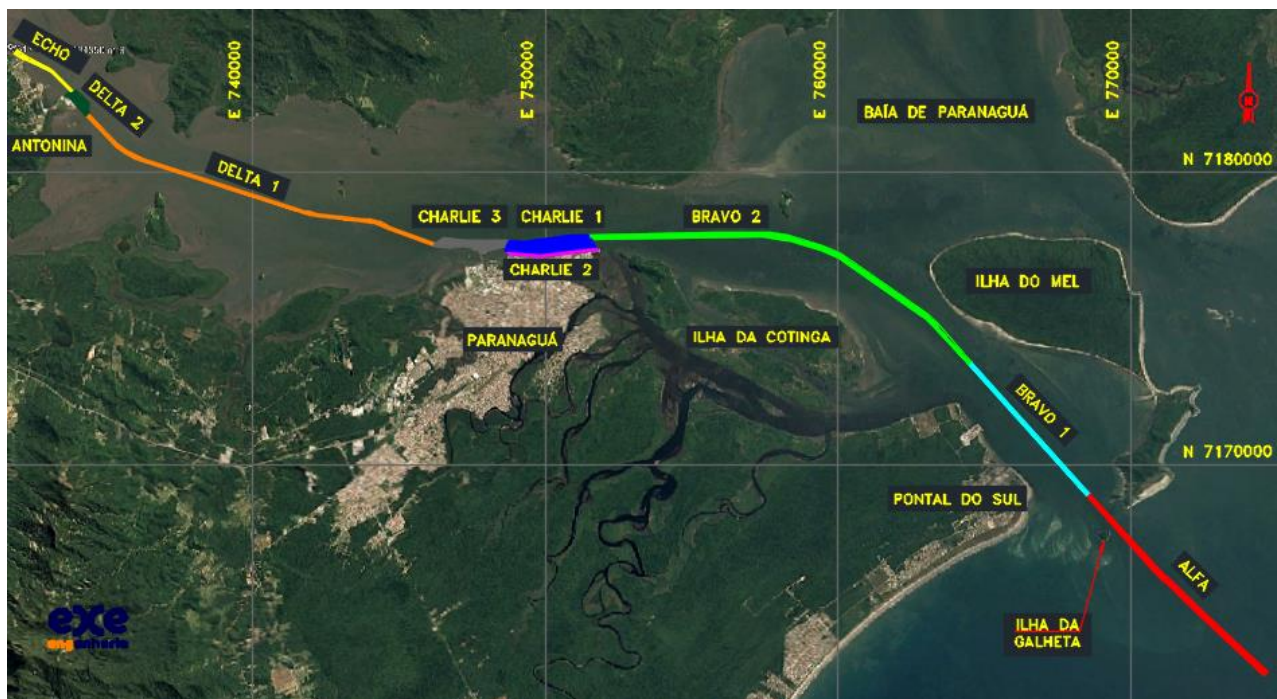 ECHO
DELTA 2
ANTONINA
DELTA 1
E 740000
E 750000
E 760000
E 770000
BAÍA DE PARANAGUÁ
N 7180000
CHARLIE 3
CHARLIE 1
BRAVO 2
CHARLIE 2
ILHA DO MEL
PARANAGUÁ
ILHA DA COTINGA
BRAVO 1
N 7170000
PONTAL DO SUL
ALFA
ILHA DA
GALHETA
exe
engenharia